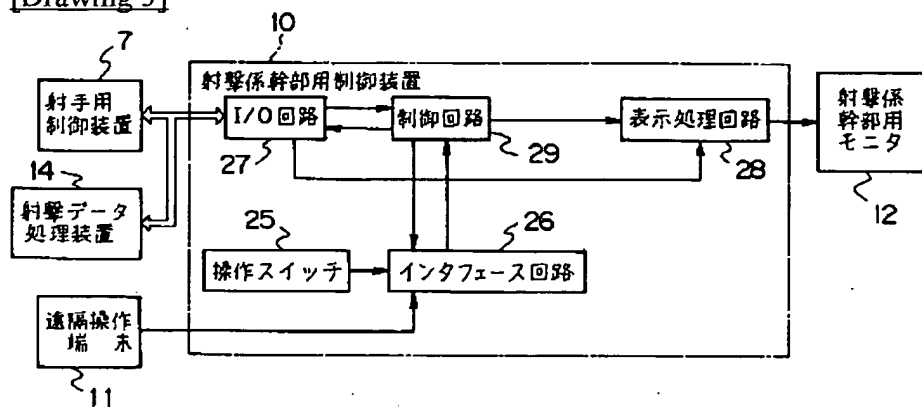 10
7
射撃係幹部用制御装置
射手用
制御装置
I/O回路
制御回路
表示処理回路
射撃係
幹部用
モニタ
27
29
28
12
14
射撃データ
処理装置
25
26
操作スイッチ
インタフェース回路
遠隔操作
端末
11